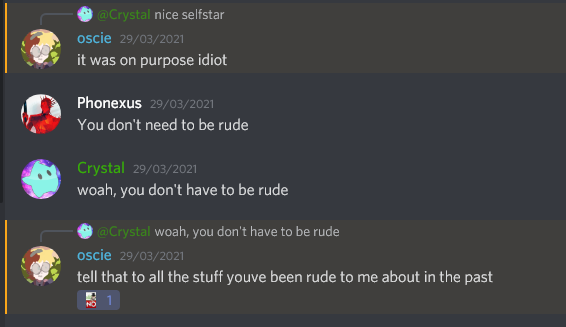 @Crystal nice selfstar
oscie 29/03/2021
it was on purpose idiot
Phonexus 29/03/2021
You don't need to be rude
Crystal 29/03/2021
woah, you don't have to be rude
@Crystal woah, you don't have to be rude
oscie 29/03/2021
tell that to all the stuff youve been rude to me about in the past
NO 1